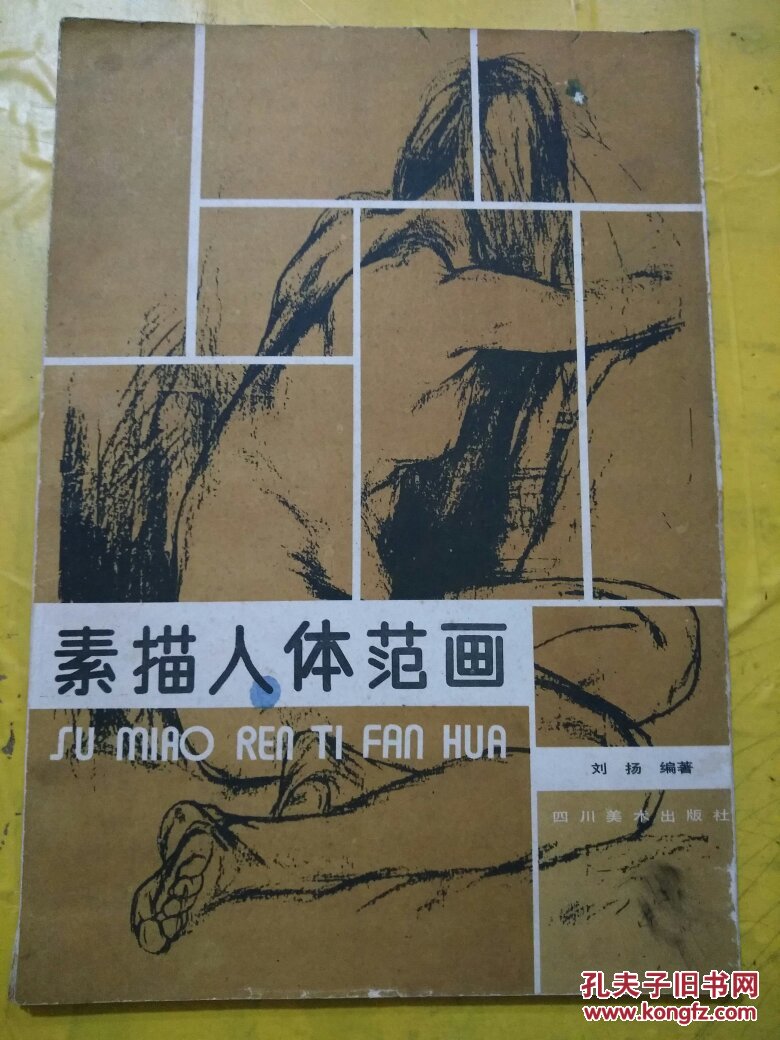 素描人体范画
SU MIAO REN TI FAN HUA
刘扬 编著
四川美术出版社
孔夫子旧书网
kongfz.com